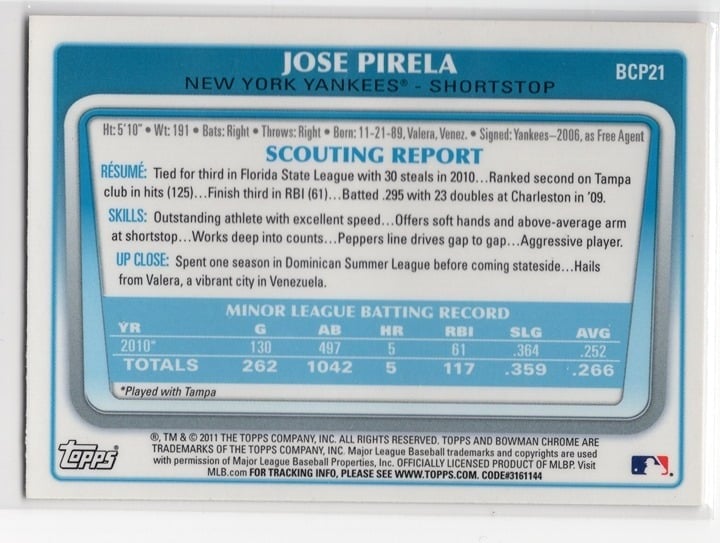 JOSE PIRELA
BCP21
NEW YORK YANKEES® - SHORTSTOP
Ht: 5'10" • Wt: 191 • Bats: Right • Throws: Right • Born: 11-21-89, Valera, Venez. • Signed: Yankees–2006, as Free Agent
SCOUTING REPORT
RÉSUMÉ: Tied for third in Florida State League with 30 steals in 2010...Ranked second on Tampa
club in hits (125)...Finish third in RBI (61)...Batted .295 with 23 doubles at Charleston in '09.
SKILLS: Outstanding athlete with excellent speed...Offers soft hands and above-average arm
at shortstop...Works deep into counts...Peppers line drives gap to gap...Aggressive player.
UP CLOSE: Spent one season in Dominican Summer League before coming stateside...Hails
from Valera, a vibrant city in Venezuela.
MINOR LEAGUE BATTING RECORD
YR G AB HR RBI SLG AVG
2010* 130 497 5 61 .364 .252
TOTALS 262 1042 5 117 .359 .266
*Played with Tampa
®, TM & © 2011 THE TOPPS COMPANY, INC. ALL RIGHTS RESERVED. TOPPS AND BOWMAN CHROME ARE
TRADEMARKS OF THE TOPPS COMPANY, INC. Major League Baseball trademarks and copyrights are used
with permission of Major League Baseball Properties, Inc. OFFICIALLY LICENSED PRODUCT OF MLBP. Visit
MLB.com FOR TRACKING INFO, PLEASE SEE WWW.TOPPS.COM. CODE#3161144
Topps®